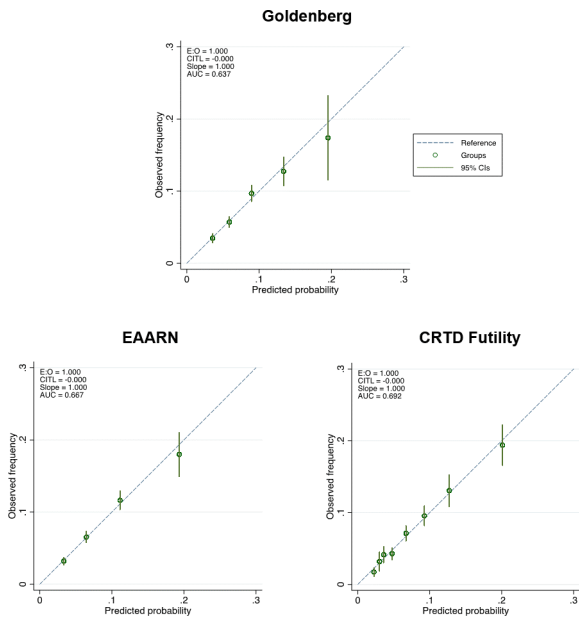 Goldenberg
E:O = 1.000
CITL = -0.000
Slope = 1.000
AUC = 0.637
Observed frequency
.3
.2
.1
0
0 .1 .2 .3
Predicted probability
Reference
Groups
95% CIs
EAARN
E:O = 1.000
CITL = -0.000
Slope = 1.000
AUC = 0.667
Observed frequency
.3
.2
.1
0
0 .1 .2 .3
Predicted probability
CRTD Futility
E:O = 1.000
CITL = -0.000
Slope = 1.000
AUC = 0.692
Observed frequency
.3
.2
.1
0
0 .1 .2 .3
Predicted probability